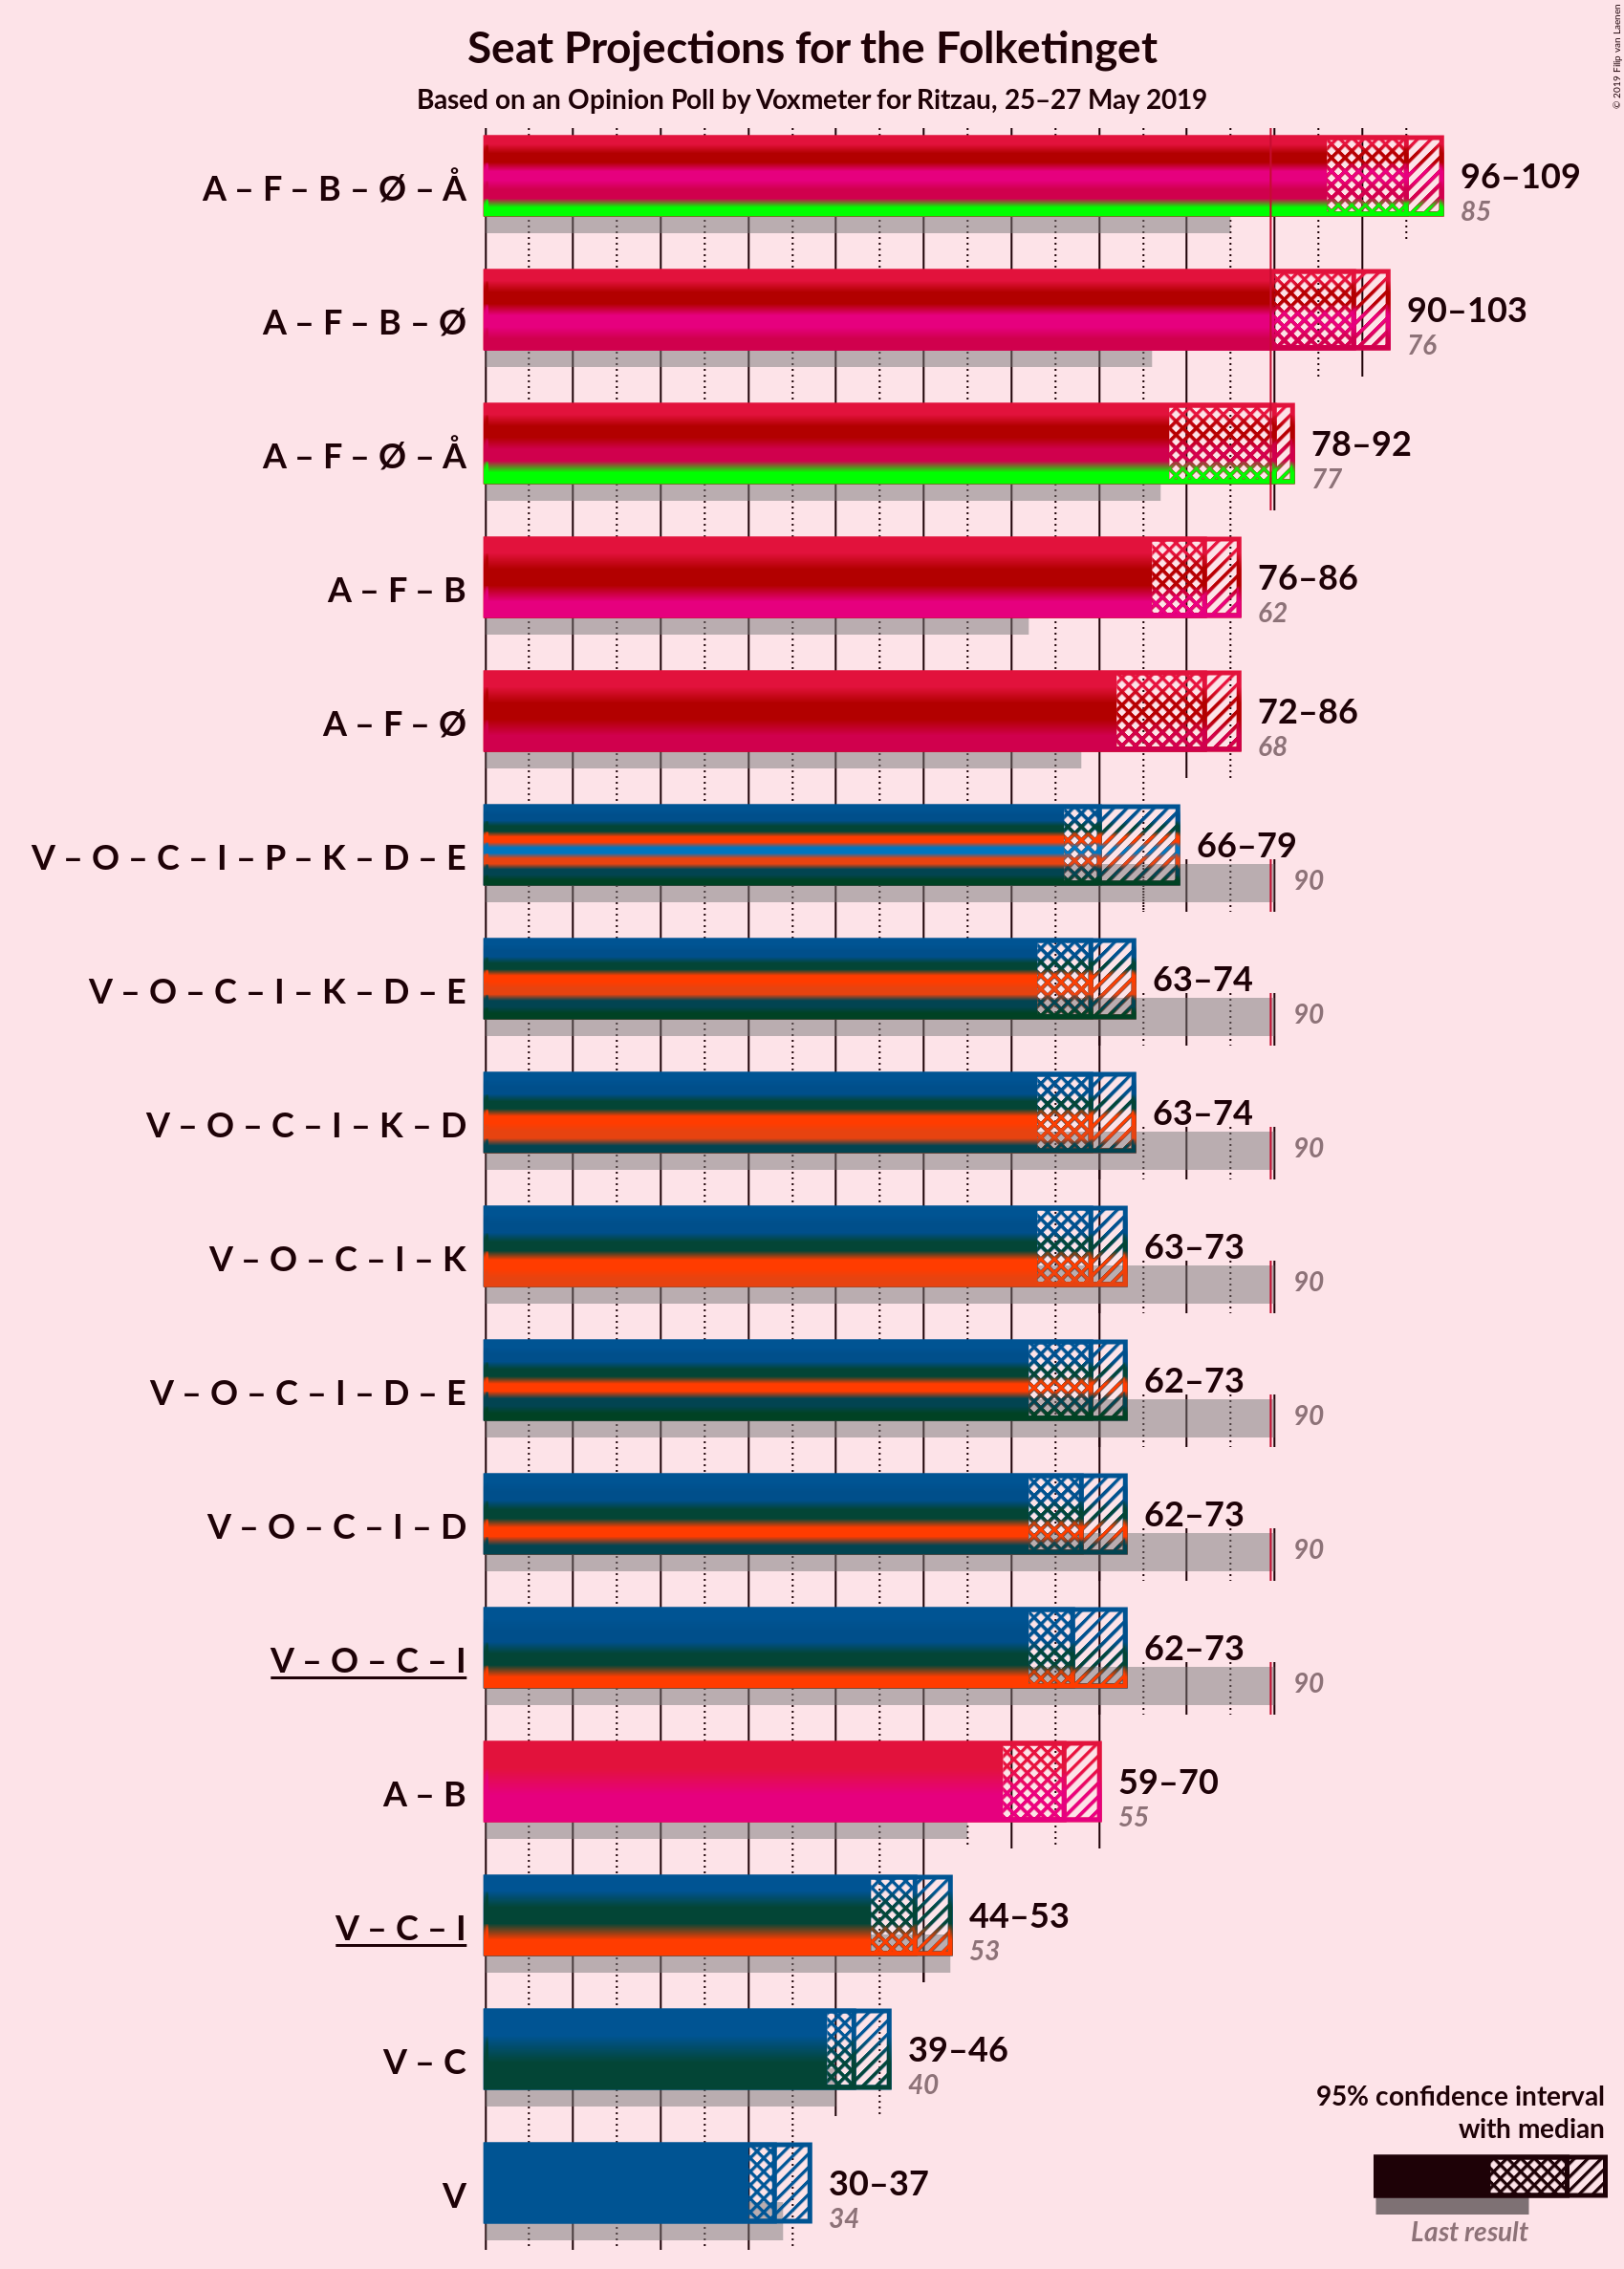 © 2019 Filip van Laenen
Seat Projections for the Folketinget
Based on an Opinion Poll by Voxmeter for Ritzau, 25–27 May 2019
A – F – B – Ø – Å
96–109
85
A – F – B – Ø
90–103
76
A – F – Ø – Å
78–92
77
A – F – B
76–86
62
A – F – Ø
72–86
68
V – O – C – I – P – K – D – E
66–79
90
V – O – C – I – K – D – E
63–74
90
V – O – C – I – K – D
63–74
90
V – O – C – I – K
63–73
90
V – O – C – I – D – E
62–73
90
V – O – C – I – D
62–73
90
V – O – C – I
62–73
90
A – B
59–70
55
V – C – I
44–53
53
V – C
39–46
40
V
30–37
34
95% confidence interval
with median
Last result